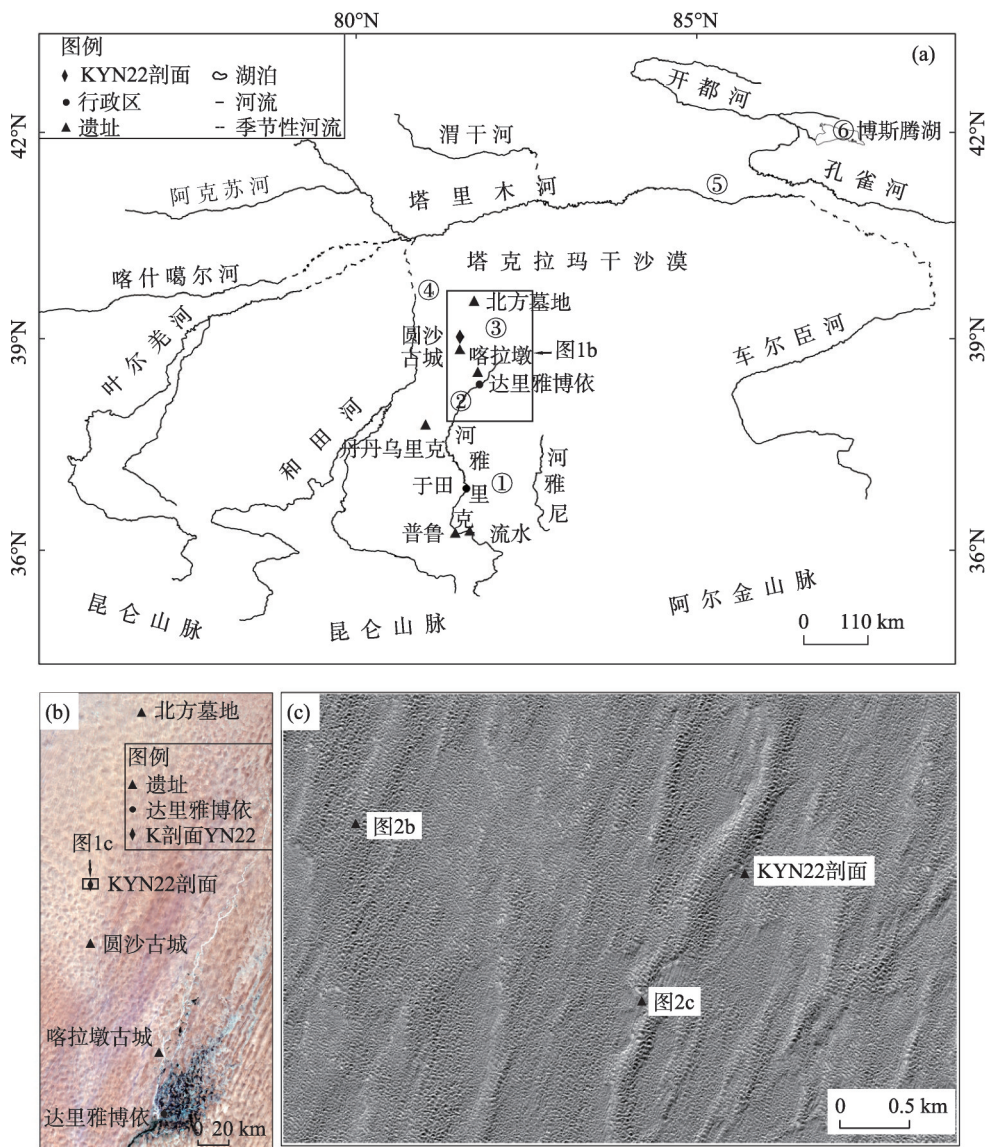 80°N
85°N
(a)
图例
KYN22剖面
湖泊
行政区
河流
遗址
季节性河流
42°N
42°N
开都河
⑥博斯腾湖
渭干河
孔雀河
阿克苏河
塔里木河
⑤
塔克拉玛干沙漠
喀什噶尔河
④
北方墓地
③
39°N
39°N
圆沙
古城
喀拉墩
图1b
叶尔羌河
车尔臣河
达里雅博依
②
和田河
丹丹乌里克
河雅里克
河雅尼
于田
①
普鲁
流水
36°N
36°N
昆仑山脉
昆仑山脉
阿尔金山脉
0 110 km
(b)
北方墓地
图例
遗址
达里雅博依
K剖面YN22
图1c
KYN22剖面
圆沙古城
喀拉墩古城
达里雅博依
0 20 km
(c)
图2b
KYN22剖面
图2c
0 0.5 km